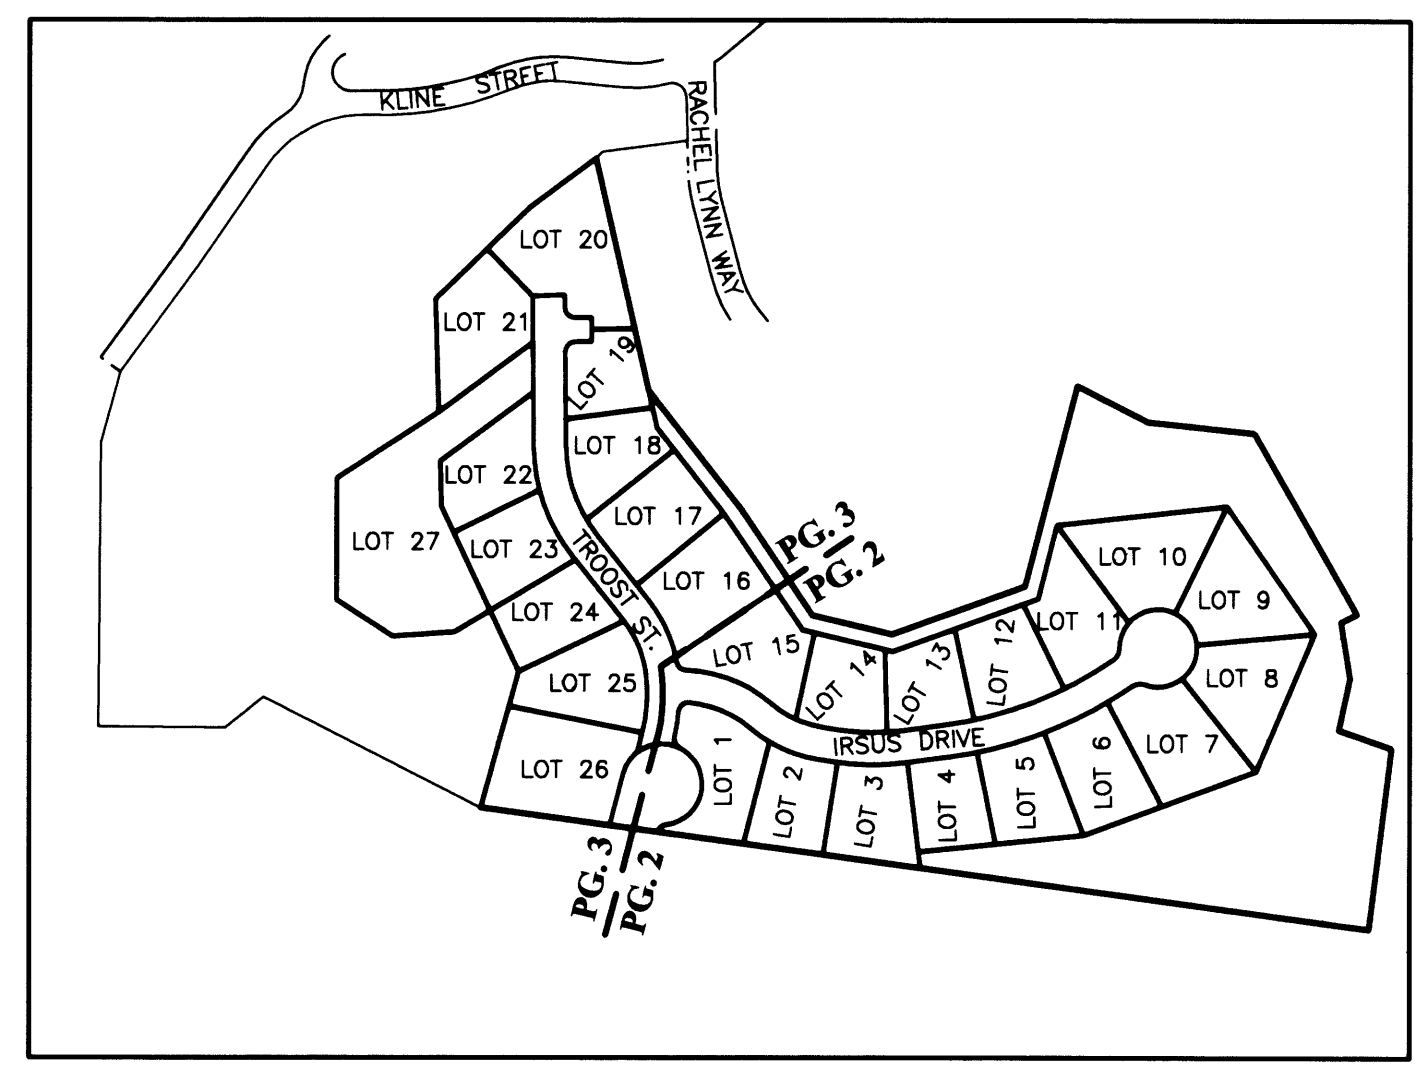 KLINE STREET
RACHEL LYNN WAY
LOT 20
LOT 21
LOT 19
LOT 18
LOT 22
LOT 17
LOT 27
LOT 23
TROOST ST.
LOT 16
PG. 3
PG. 2
LOT 10
LOT 9
LOT 24
LOT 11
LOT 15
LOT 12
LOT 13
LOT 14
LOT 8
LOT 25
IRSUS DRIVE
LOT 7
LOT 26
LOT 1
LOT 2
LOT 3
LOT 4
LOT 5
LOT 6
PG. 3
PG. 2